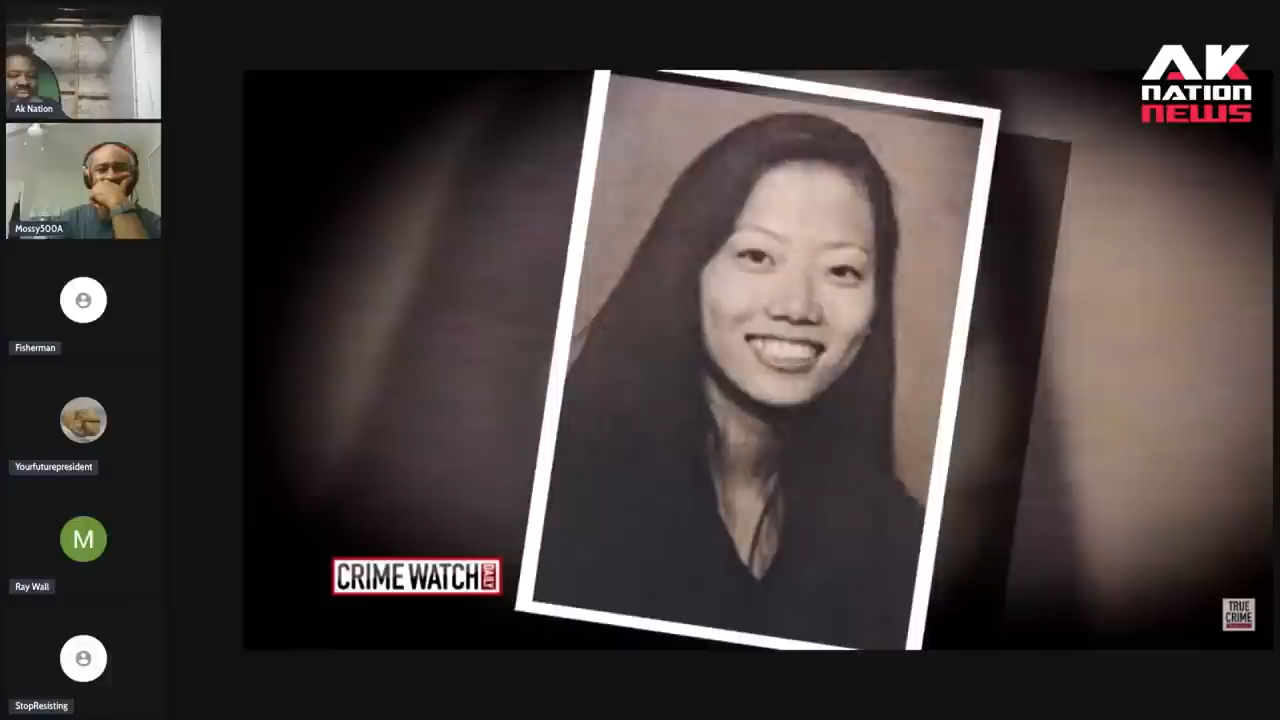 Ak Nation
Mossy500A
Fisherman
Yourfuturepresident
M
Ray Wall
StopResisting
AK
NATION
NEWS
CRIME WATCH DAILY
TRUE
CRIME